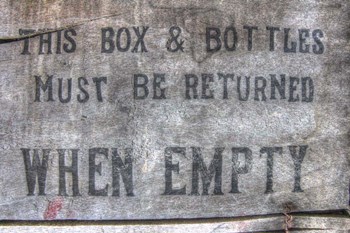 THIS BOX & BOTTLES
MUST BE RETURNED
WHEN EMPTY